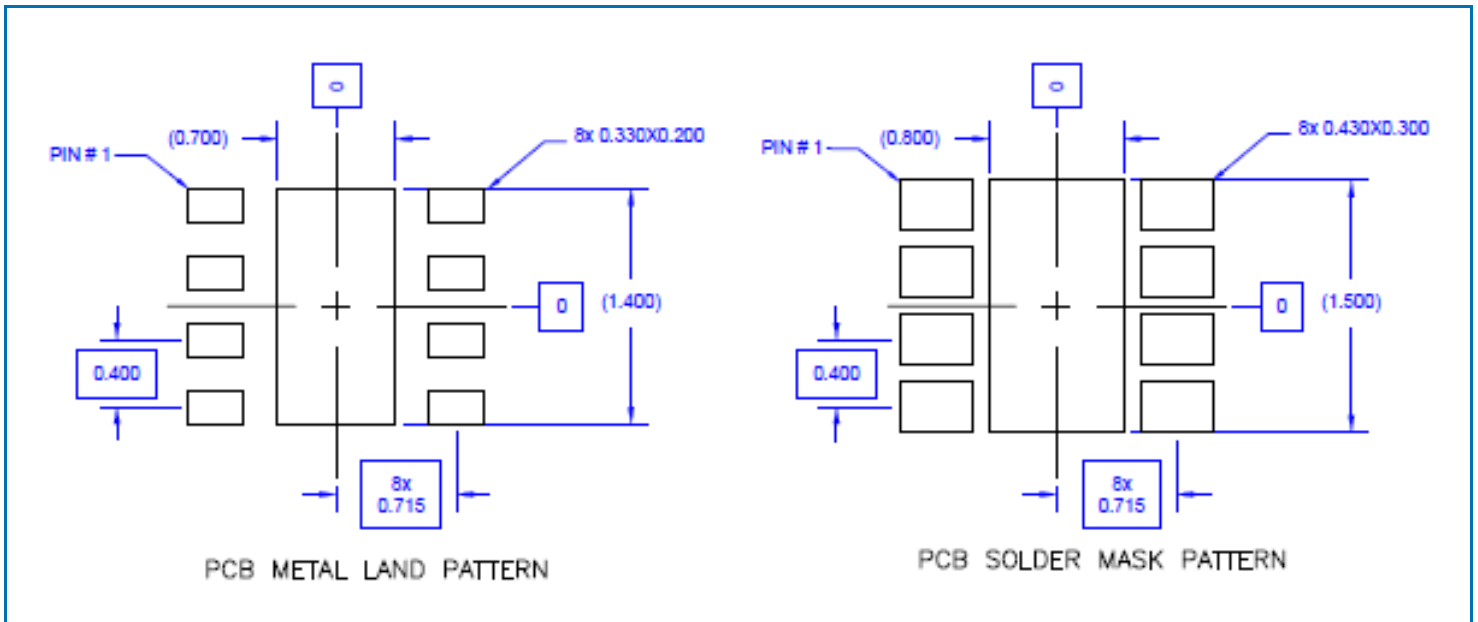 0
(0.700)
8x 0.330X0.200
PIN # 1
0
(1.400)
0.400
8x
0.715
PCB METAL LAND PATTERN
0
(0.800)
8x 0.430X0.300
PIN # 1
0
(1.500)
0.400
8x
0.715
PCB SOLDER MASK PATTERN